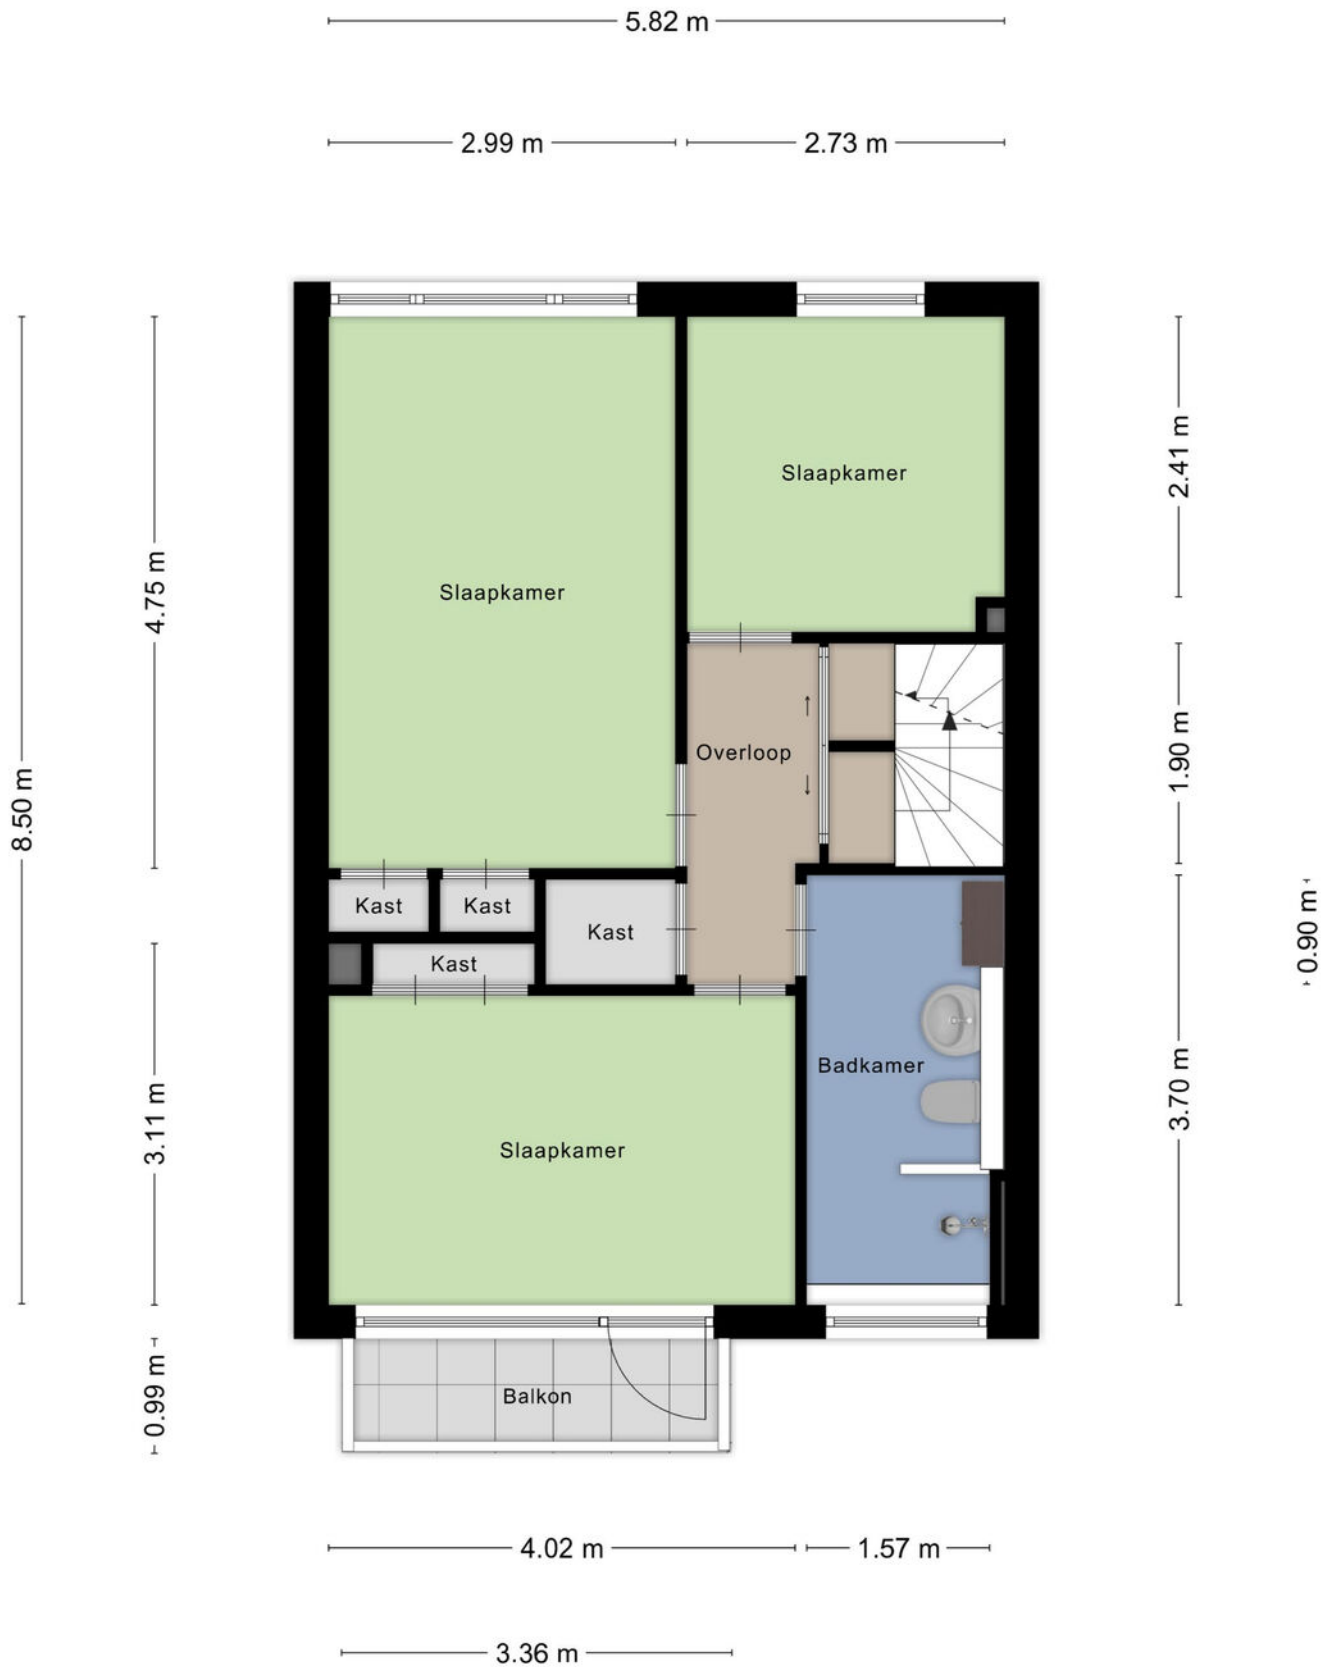 5.82 m
2.99 m
2.73 m
2.41 m
Slaapkamer
4.75 m
Slaapkamer
Overloop
1.90 m
8.50 m
Kast
Kast
Kast
0.90 m
Kast
Badkamer
3.70 m
3.11 m
Slaapkamer
0.99 m
Balkon
4.02 m
1.57 m
3.36 m